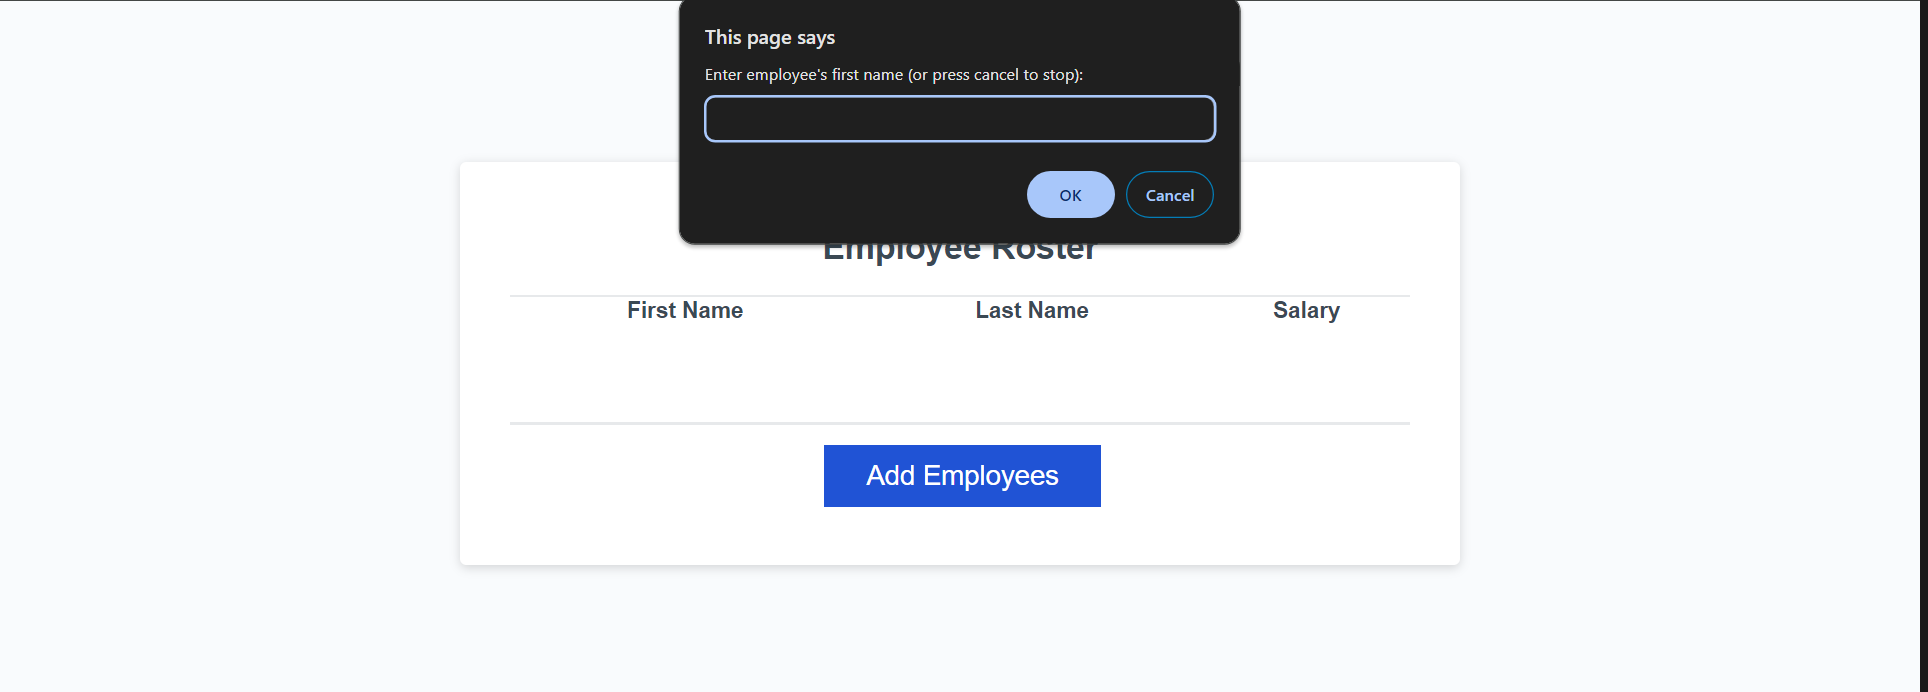 This page says
Enter employee's first name (or press cancel to stop):
OK Cancel
Employee Roster
First Name Last Name Salary
Add Employees